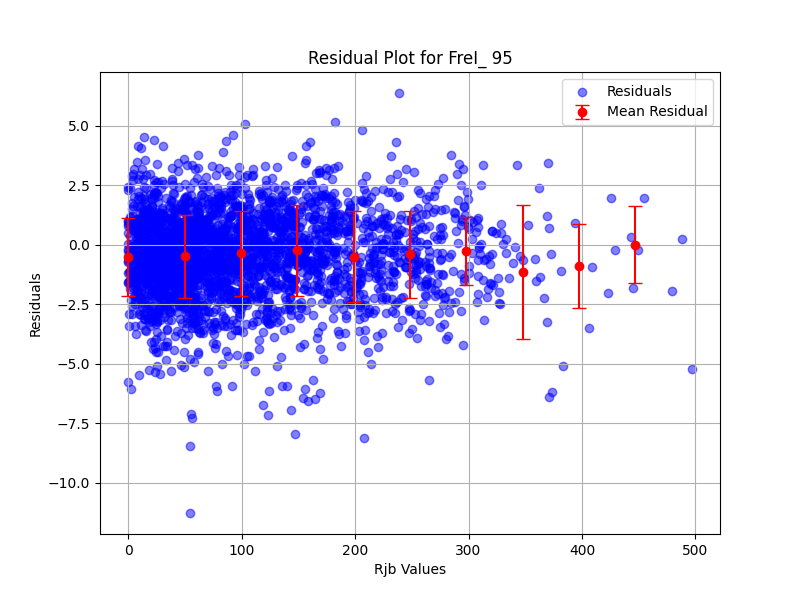 Residual Plot for FreI_ 95
Residuals
Mean Residual
5.0
2.5
0.0
−2.5
−5.0
−7.5
−10.0
Residuals
0
100
200
300
400
500
Rjb Values